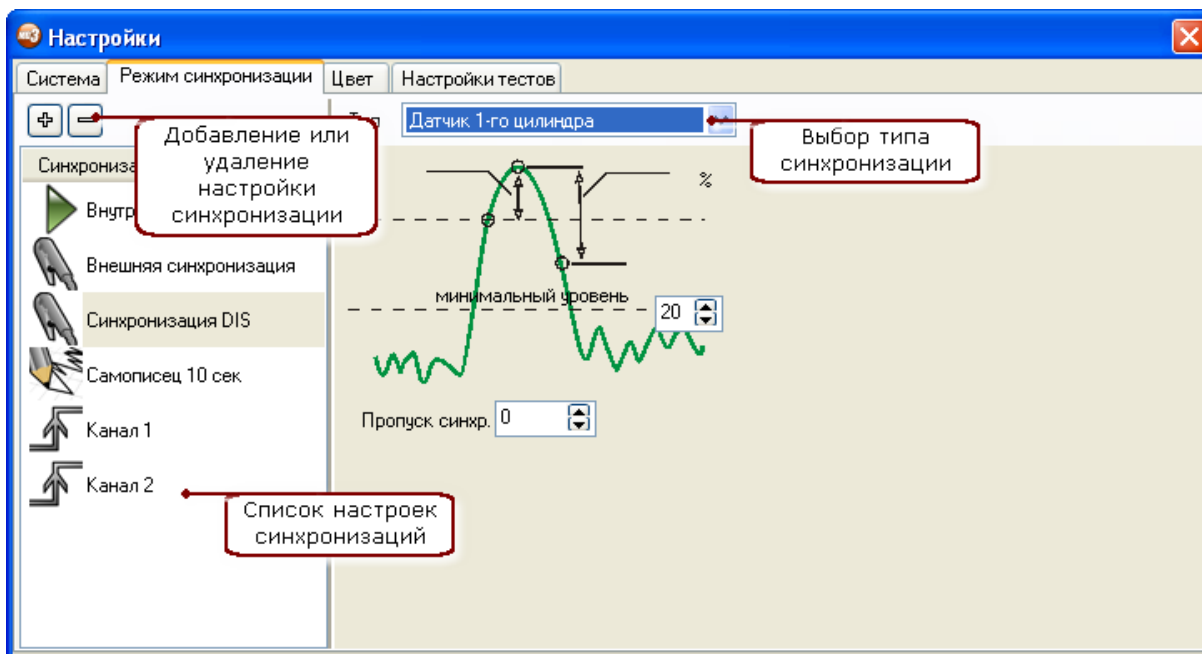 Настройки
Система Режим синхронизации Цвет Настройки тестов
Датчик 1-го цилиндра
Добавление или
удаление
настройки
синхронизации
Выбор типа
синхронизации
%
Внешняя синхронизация
минимальный уровень
20
Синхронизация DIS
Самописец 10 сек
Пропуск синхр. 0
Канал 1
Канал 2
Список настроек
синхронизаций